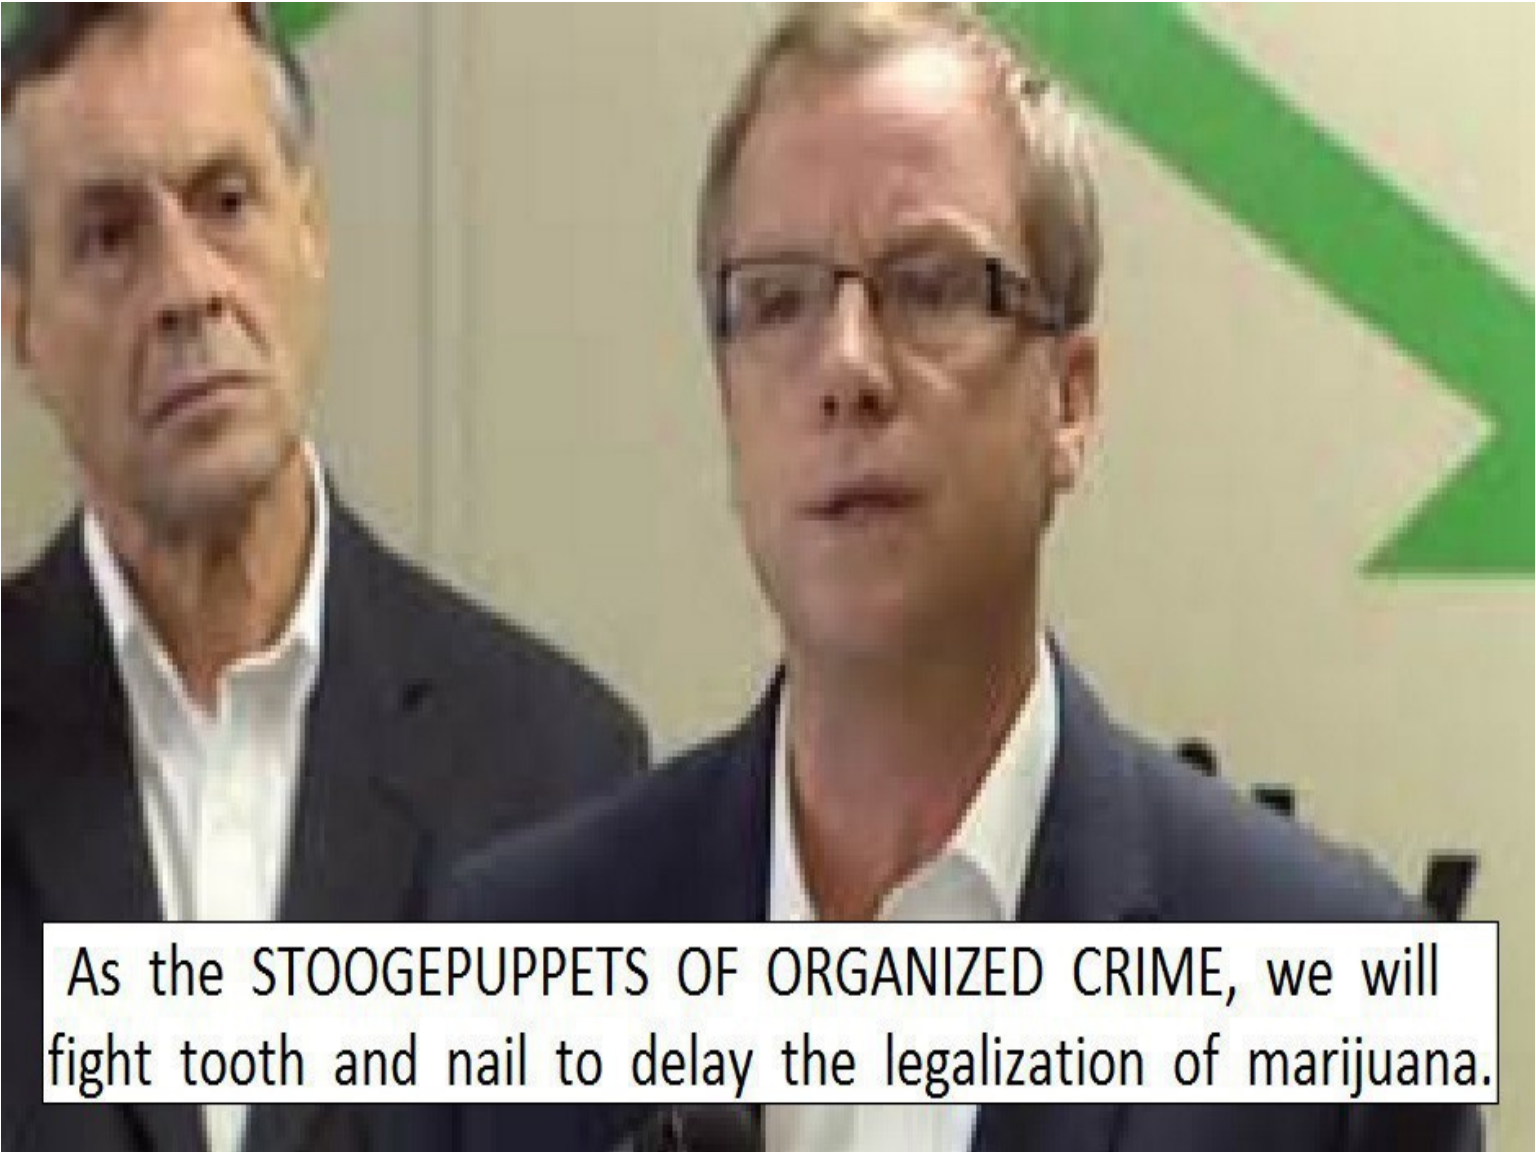 As the STOOGEPUPPETS OF ORGANIZED CRIME, we will
fight tooth and nail to delay the legalization of marijuana.